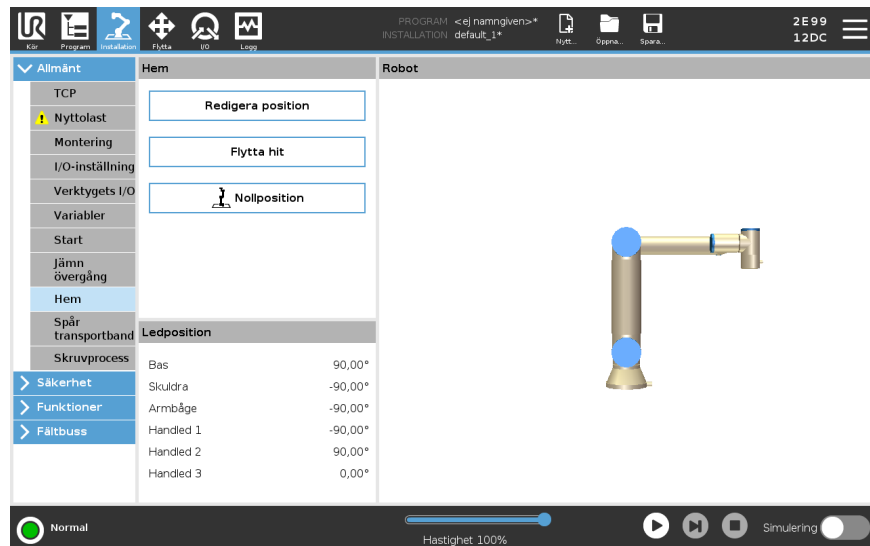 UR
Kör
Program
Installation
Flytta
I/O
Logg
PROGRAM <ej namngiven>*
INSTALLATION default_1*
Nytt...
Öppna...
Spara...
2E99
12DC
Allmänt
TCP
Nyttolast
Montering
I/O-inställning
Verktygets I/O
Variabler
Start
Jämn
övergång
Hem
Spår
transportband
Skruvprocess
Säkerhet
Funktioner
Fältbuss
Hem
Redigera position
Flytta hit
Nollposition
Ledposition
Bas 90,00°
Skuldra -90,00°
Armbåge -90,00°
Handled 1 -90,00°
Handled 2 90,00°
Handled 3 0,00°
Robot
Normal
Hastighet 100%
Simulering